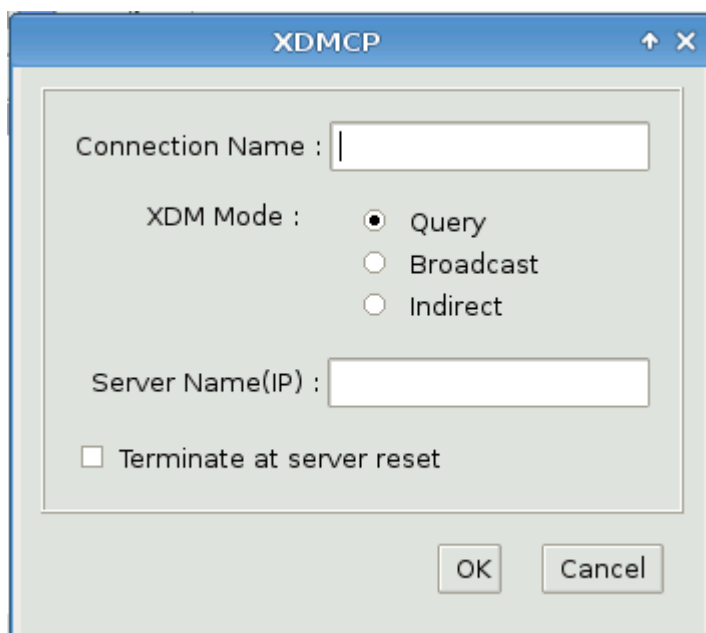 XDMCP
Connection Name :
XDM Mode :
Query
Broadcast
Indirect
Server Name(IP) :
Terminate at server reset
OK
Cancel